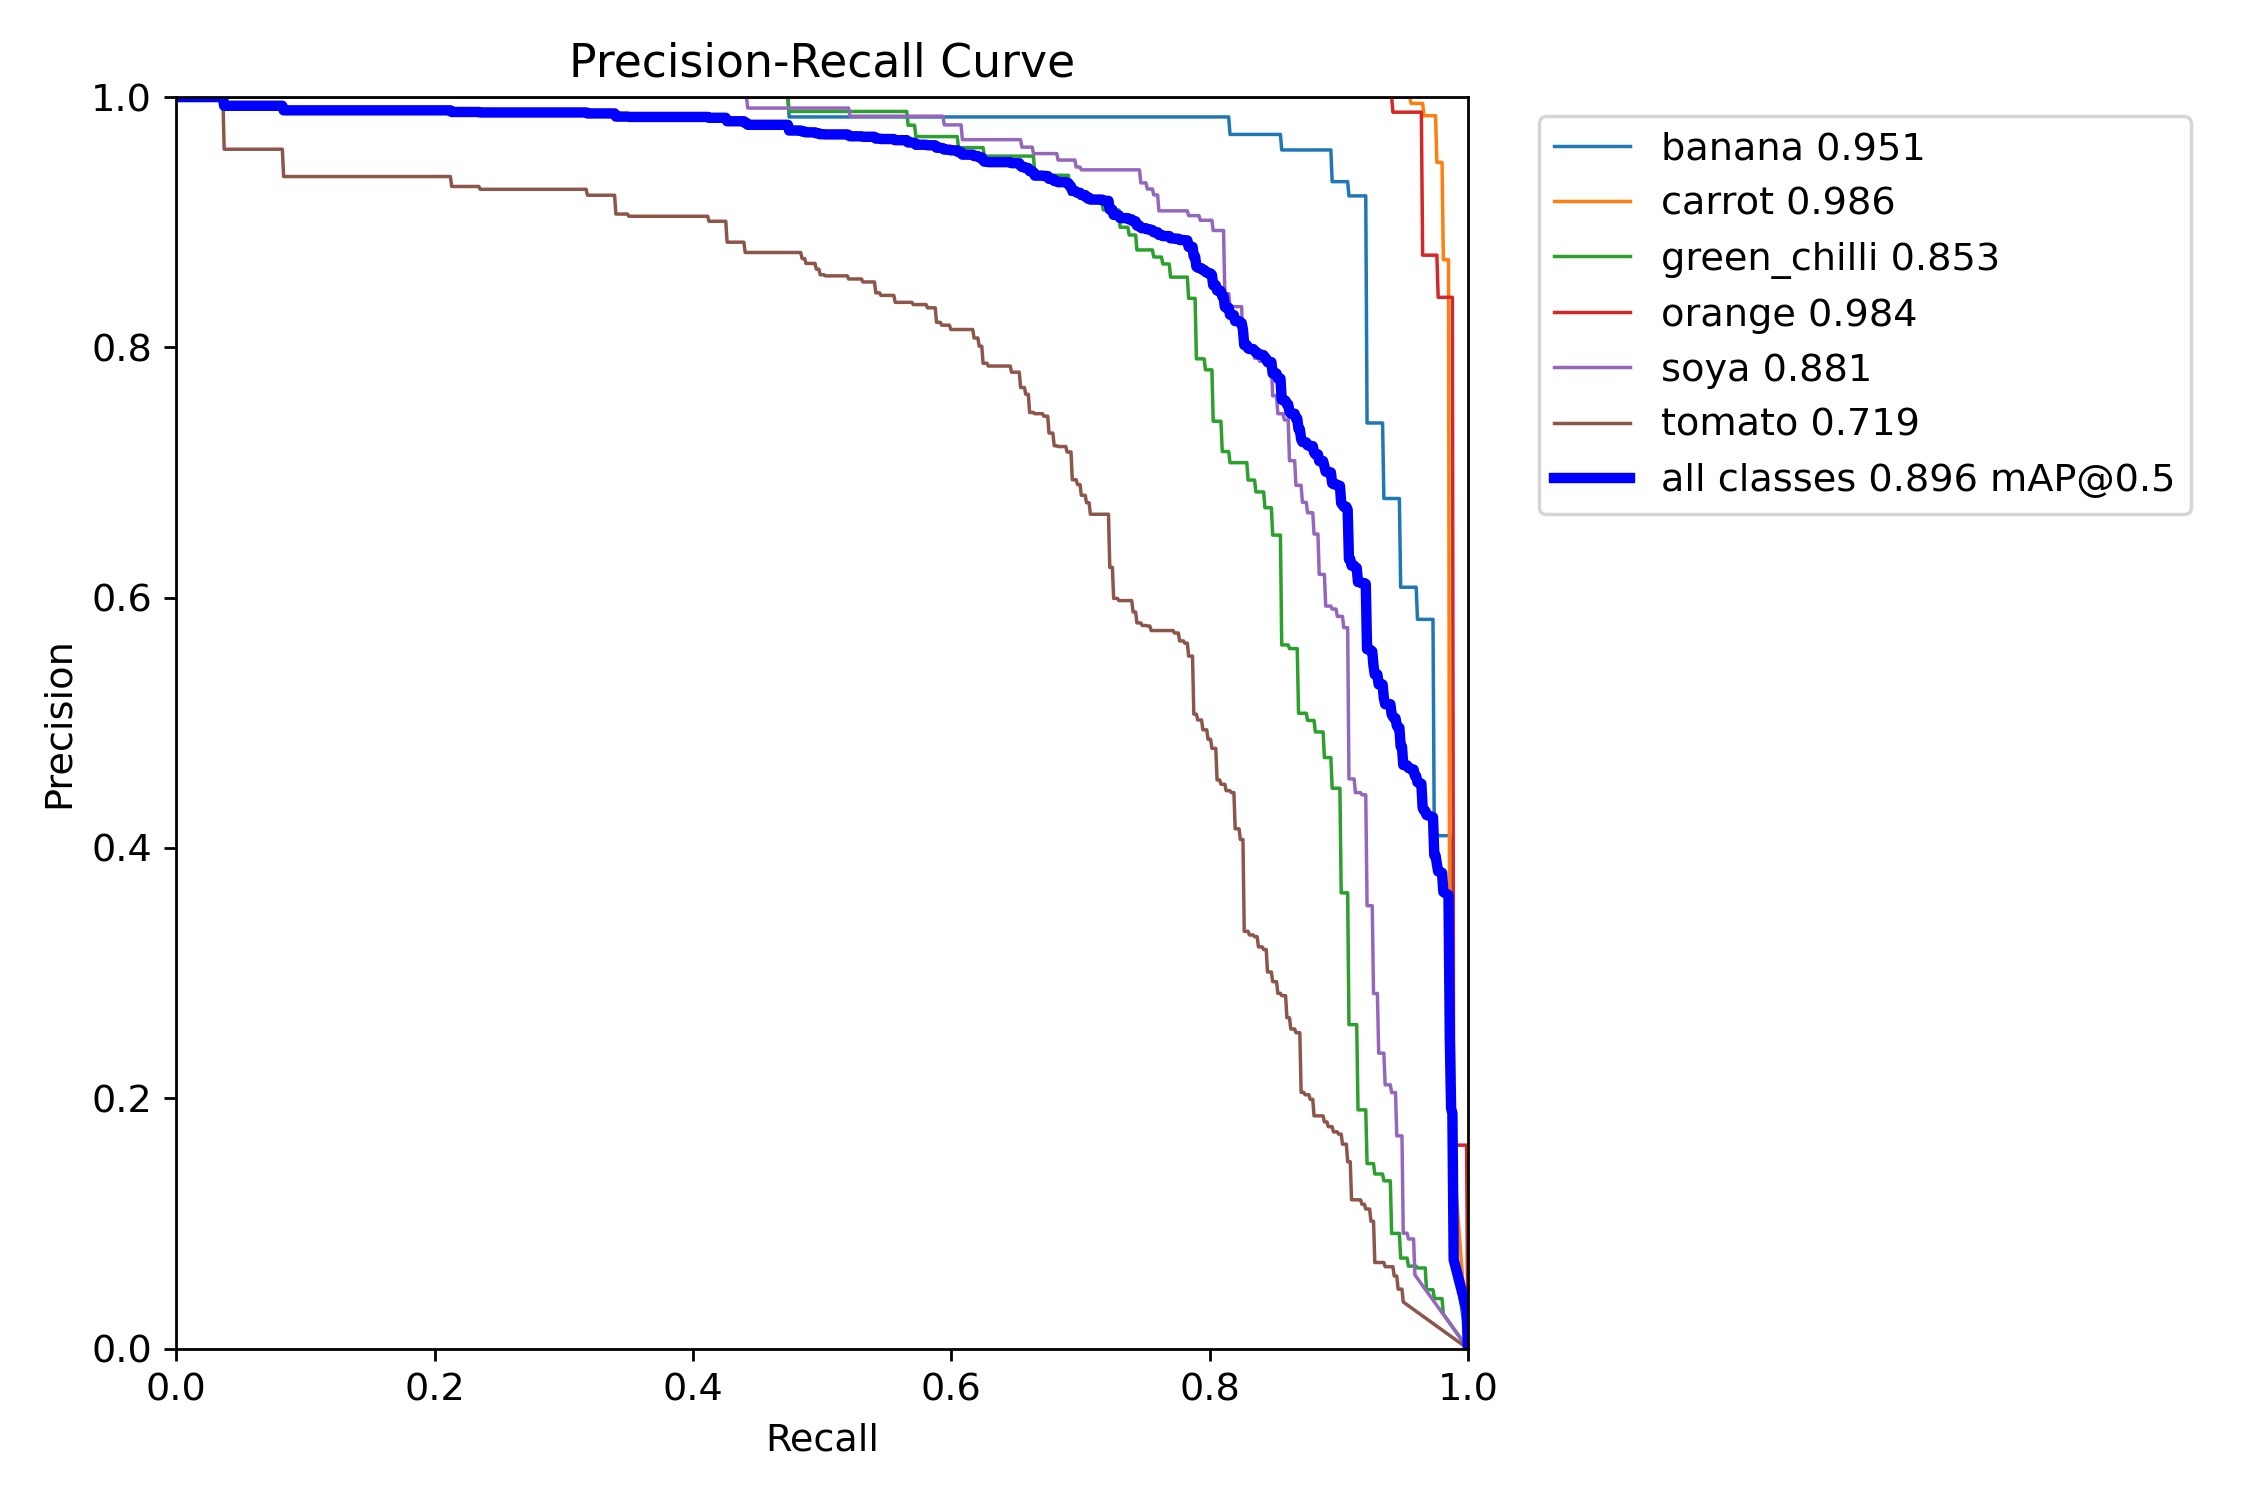 Precision-Recall Curve
1.0
0.8
0.6
0.4
0.2
0.0
Precision
0.0 0.2 0.4 0.6 0.8 1.0
Recall
banana 0.951
carrot 0.986
green_chilli 0.853
orange 0.984
soya 0.881
tomato 0.719
all classes 0.896 mAP@0.5